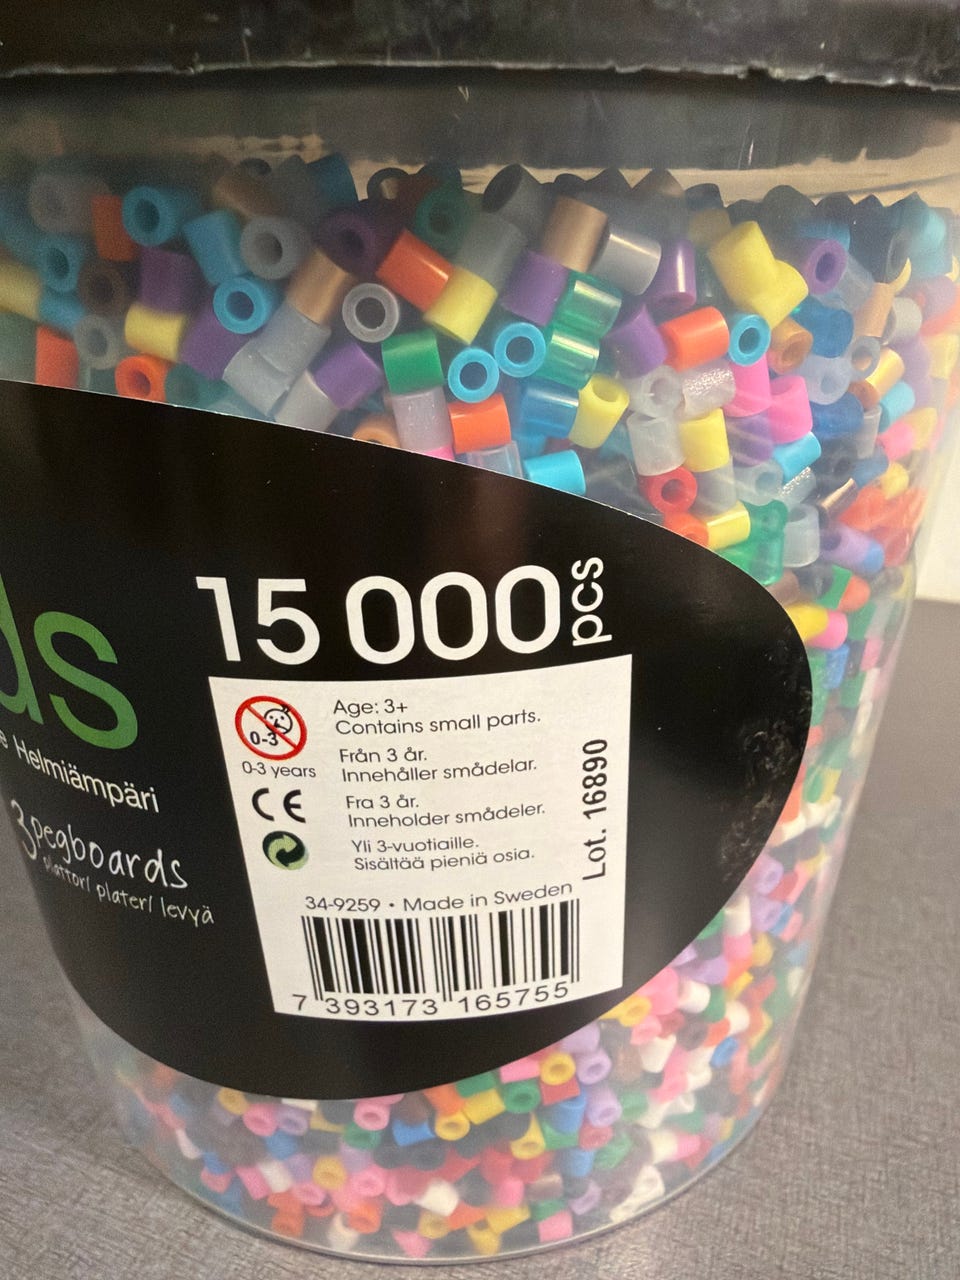 ds
Helmiämpäri
3 pegboards
plattor/ plater/ levyä
15 000 pcs
0-3
0-3 years
CE
Age: 3+
Contains small parts.
Från 3 år.
Innehåller smådelar.
Fra 3 år.
Inneholder smådeler.
Yli 3-vuotiaille.
Sisältää pieniä osia.
Lot. 16890
34-9259 • Made in Sweden
7 393173 165755